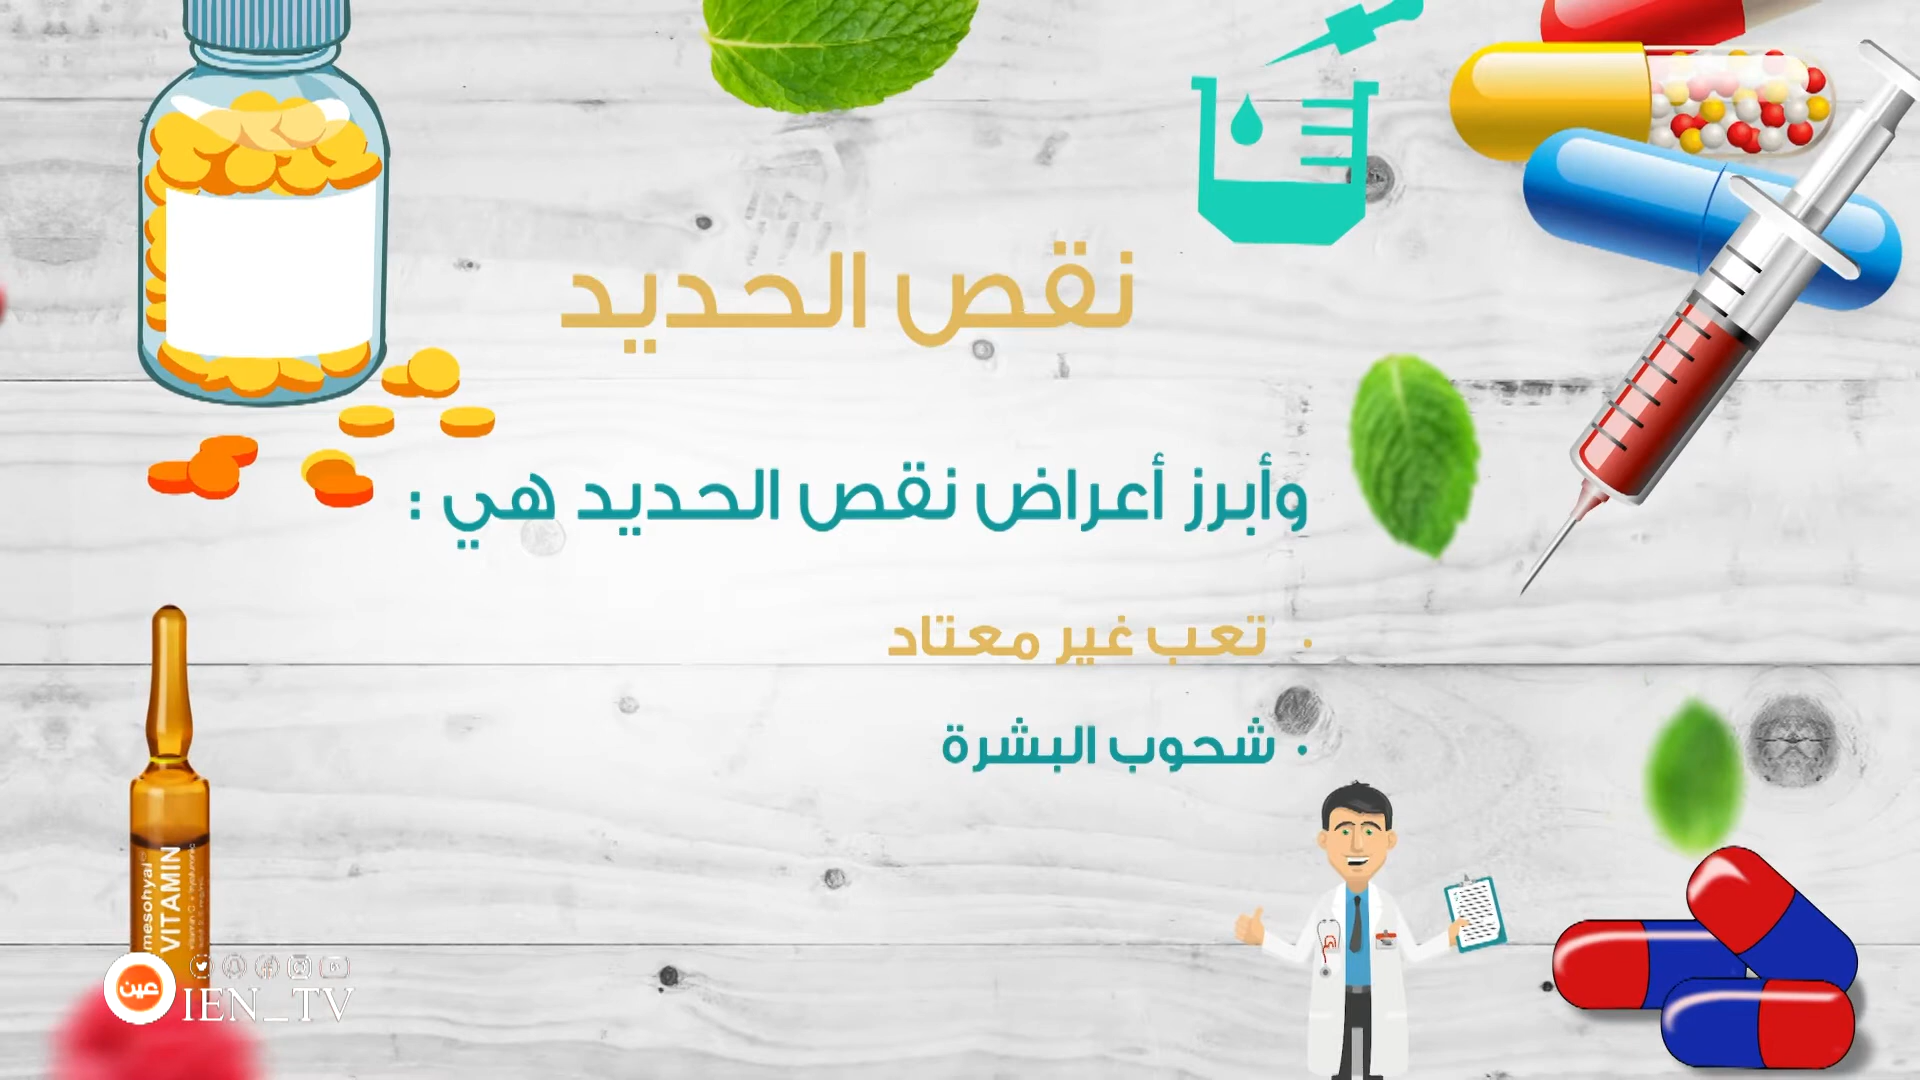 نقص الحديد
وأبرز أعراض نقص الحديد هي :
• تعب غير معتاد
• شحوب البشرة
mesohyal
VITAMIN
عين
IEN_TV